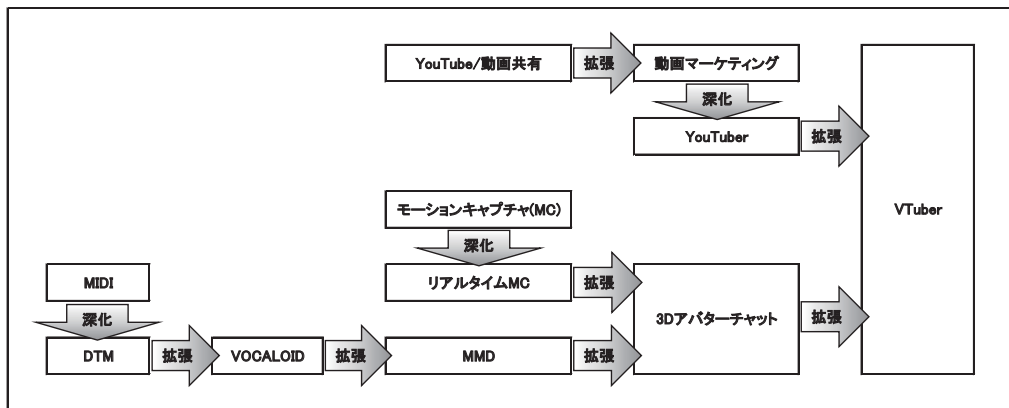 YouTube/動画共有
拡張
動画マーケティング
深化
YouTuber
拡張
VTuber
モーションキャプチャ(MC)
深化
リアルタイムMC
拡張
3Dアバターチャット
拡張
MIDI
深化
DTM
拡張
VOCALOID
拡張
MMD
拡張